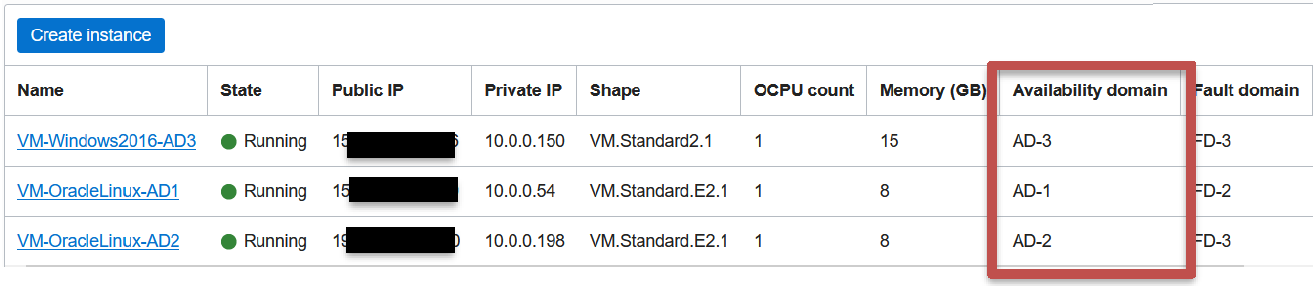 Create instance
Name State Public IP Private IP Shape OCPU count Memory (GB) Availability domain Fault domain
VM-Windows2016-AD3 Running 15 6 10.0.0.150 VM.Standard2.1 1 15 AD-3 FD-3
VM-OracleLinux-AD1 Running 15 10.0.0.54 VM.Standard.E2.1 1 8 AD-1 FD-2
VM-OracleLinux-AD2 Running 19 0 10.0.0.198 VM.Standard.E2.1 1 8 AD-2 FD-3